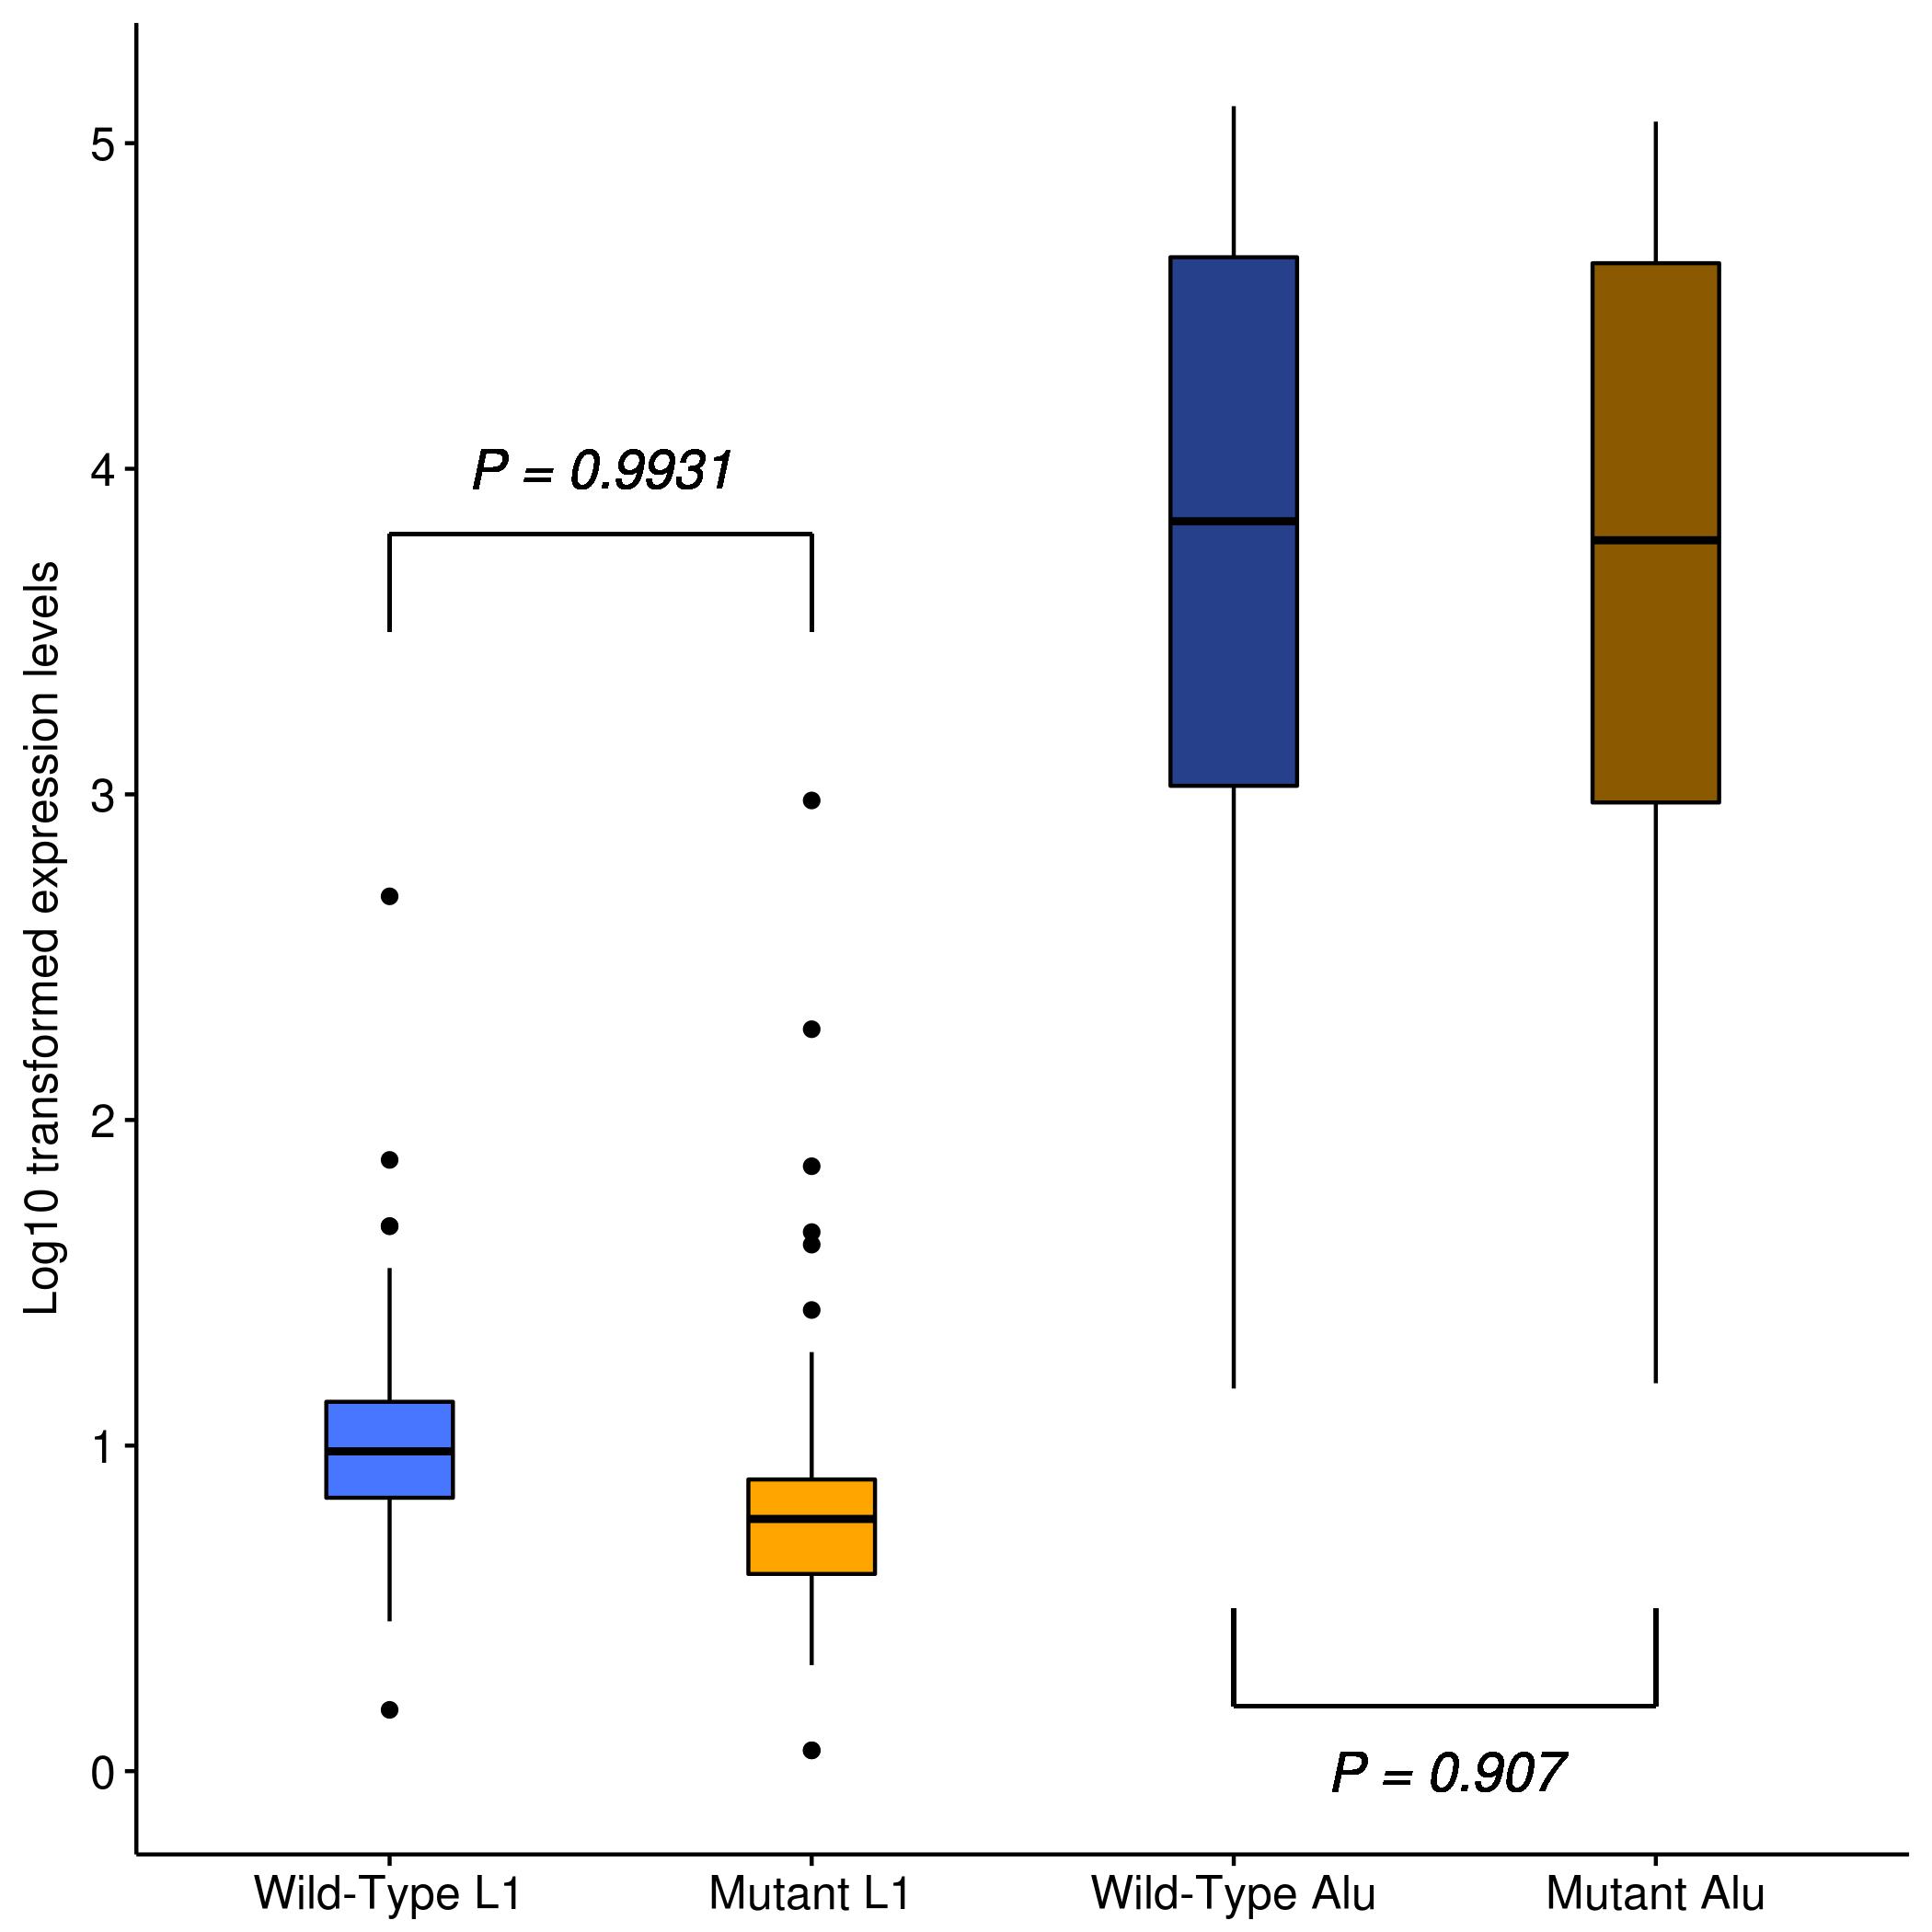 Log10 transformed expression levels
5
4
3
2
1
0
P = 0.9931
P = 0.907
Wild-Type L1
Mutant L1
Wild-Type Alu
Mutant Alu